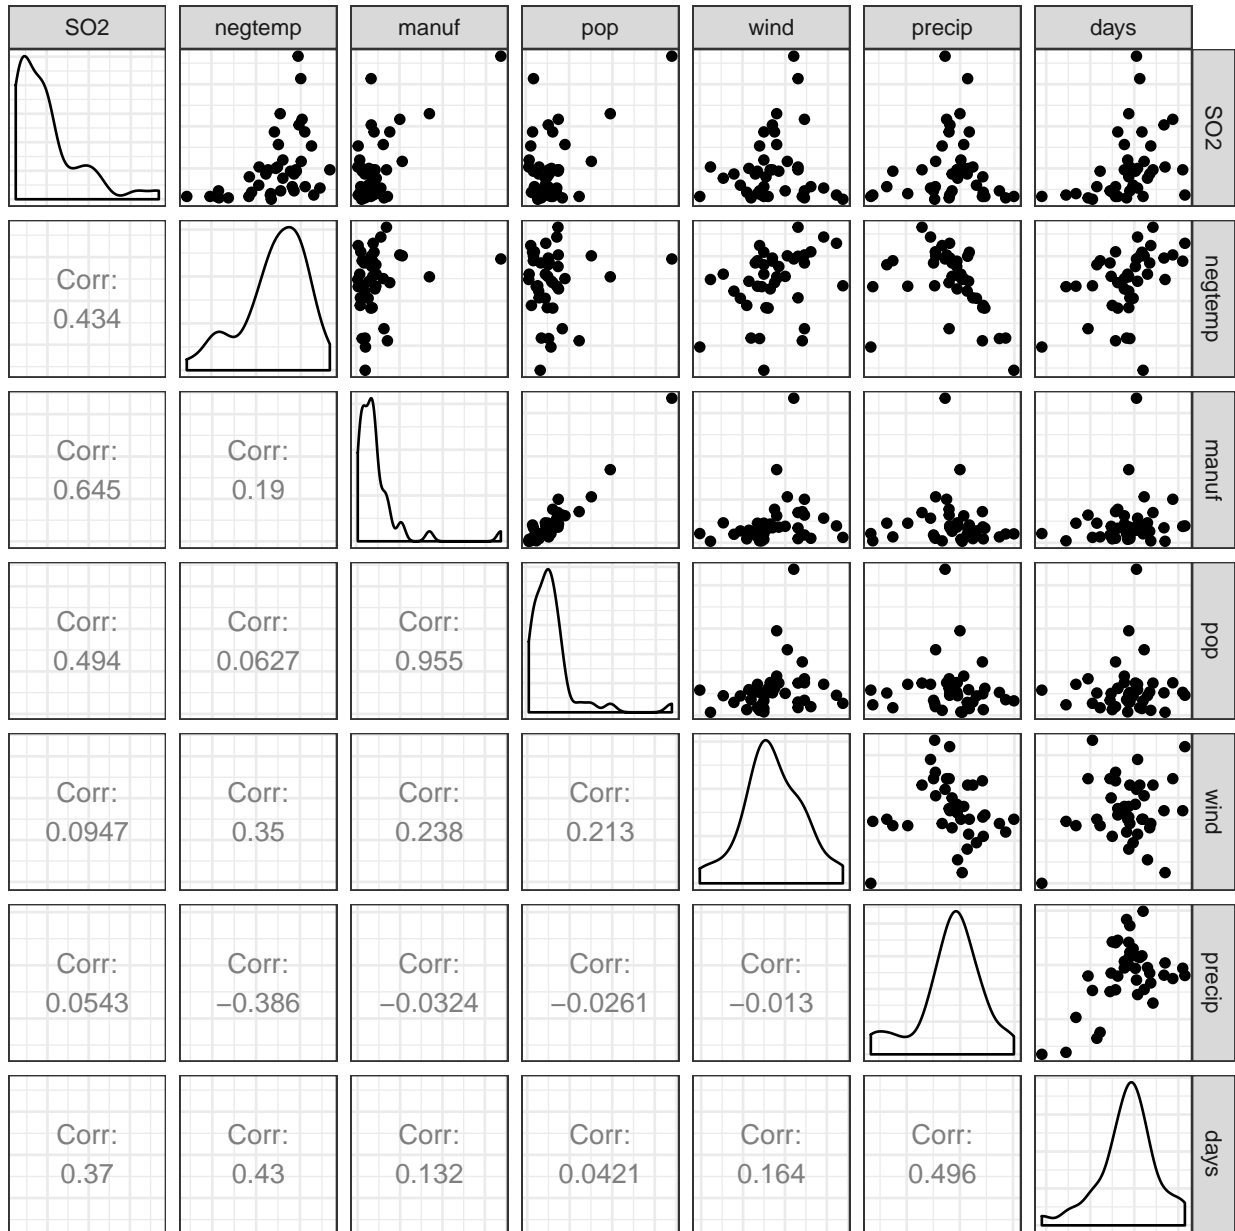 SO2 negtemp manuf pop wind precip days
SO2
Corr:
0.434
negtemp
Corr: Corr:
0.645 0.19
manuf
Corr: Corr: Corr:
0.494 0.0627 0.955
pop
Corr: Corr: Corr: Corr:
0.0947 0.35 0.238 0.213
wind
Corr: Corr: Corr: Corr: Corr:
0.0543 −0.386 −0.0324 −0.0261 −0.013
precip
Corr: Corr: Corr: Corr: Corr: Corr:
0.37 0.43 0.132 0.0421 0.164 0.496
days